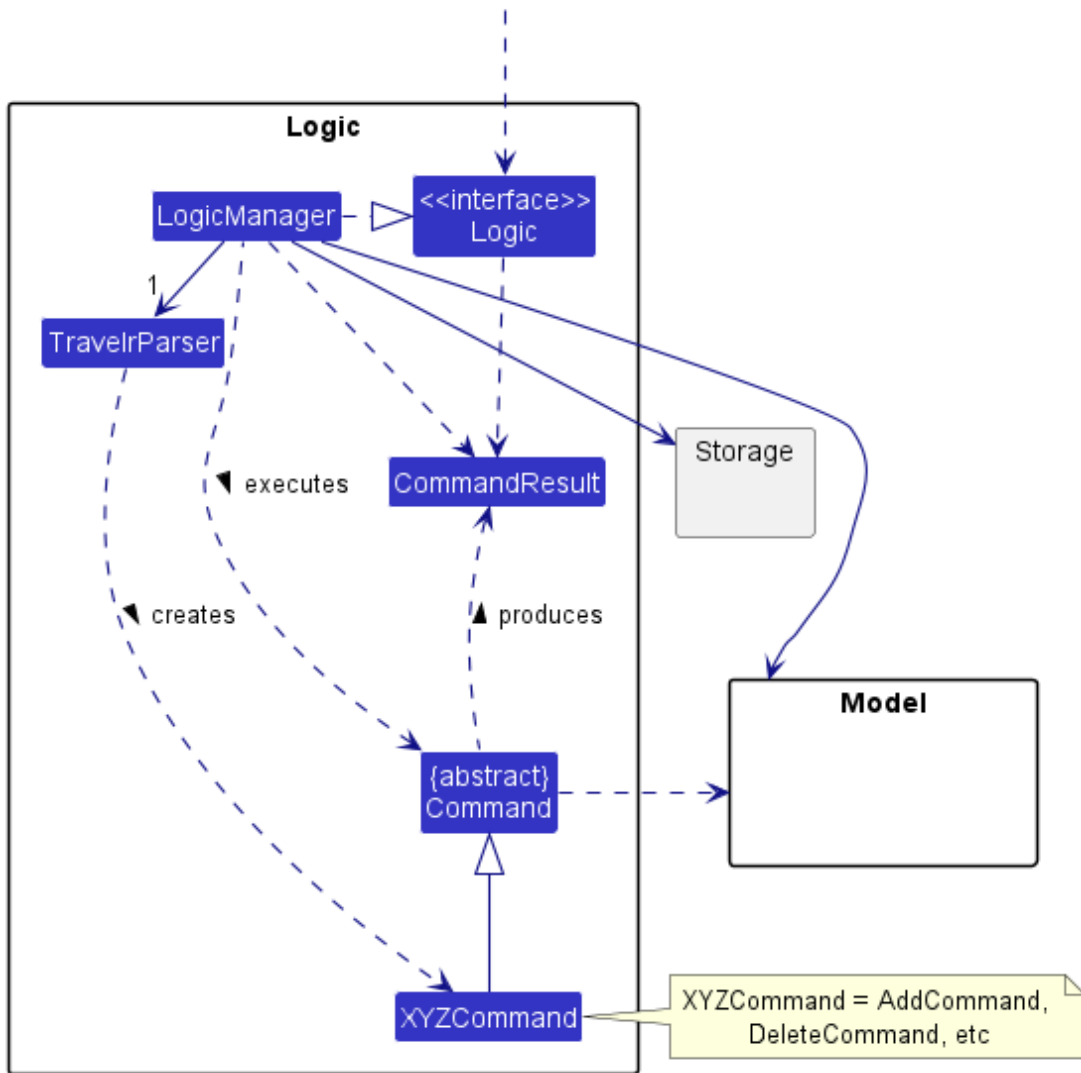 Logic
<<interface>>
Logic
LogicManager
1
TravelrParser
Storage
CommandResult
executes
creates
produces
Model
{abstract}
Command
XYZCommand
XYZCommand = AddCommand,
DeleteCommand, etc